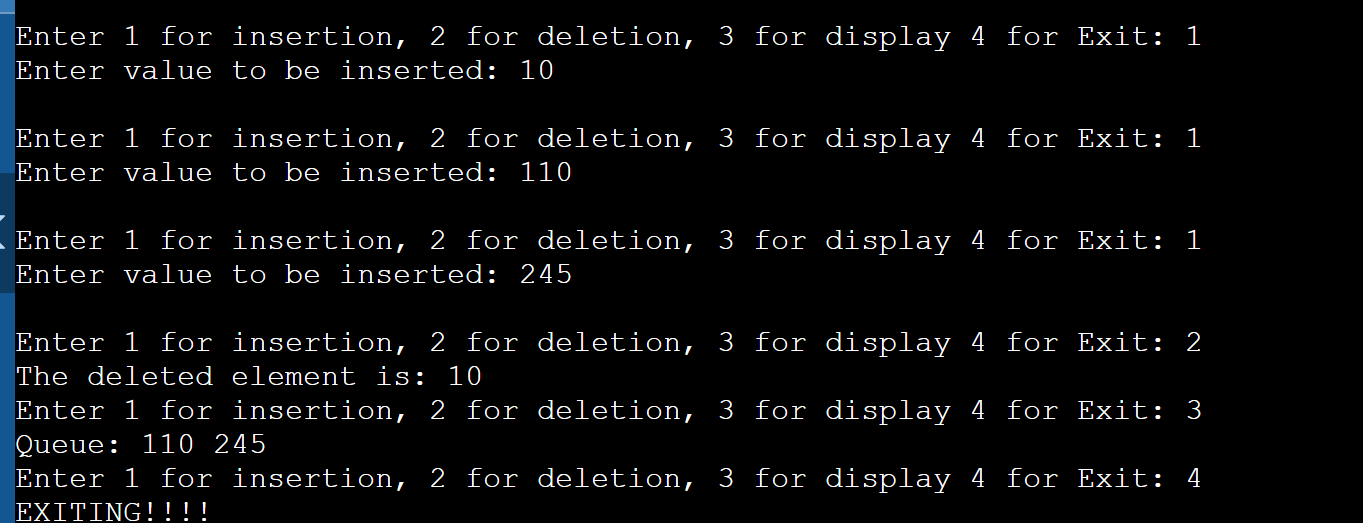 Enter 1 for insertion, 2 for deletion, 3 for display 4 for Exit: 1
Enter value to be inserted: 10
Enter 1 for insertion, 2 for deletion, 3 for display 4 for Exit: 1
Enter value to be inserted: 110
Enter 1 for insertion, 2 for deletion, 3 for display 4 for Exit: 1
Enter value to be inserted: 245
Enter 1 for insertion, 2 for deletion, 3 for display 4 for Exit: 2
The deleted element is: 10
Enter 1 for insertion, 2 for deletion, 3 for display 4 for Exit: 3
Queue: 110 245
Enter 1 for insertion, 2 for deletion, 3 for display 4 for Exit: 4
EXITING!!!!